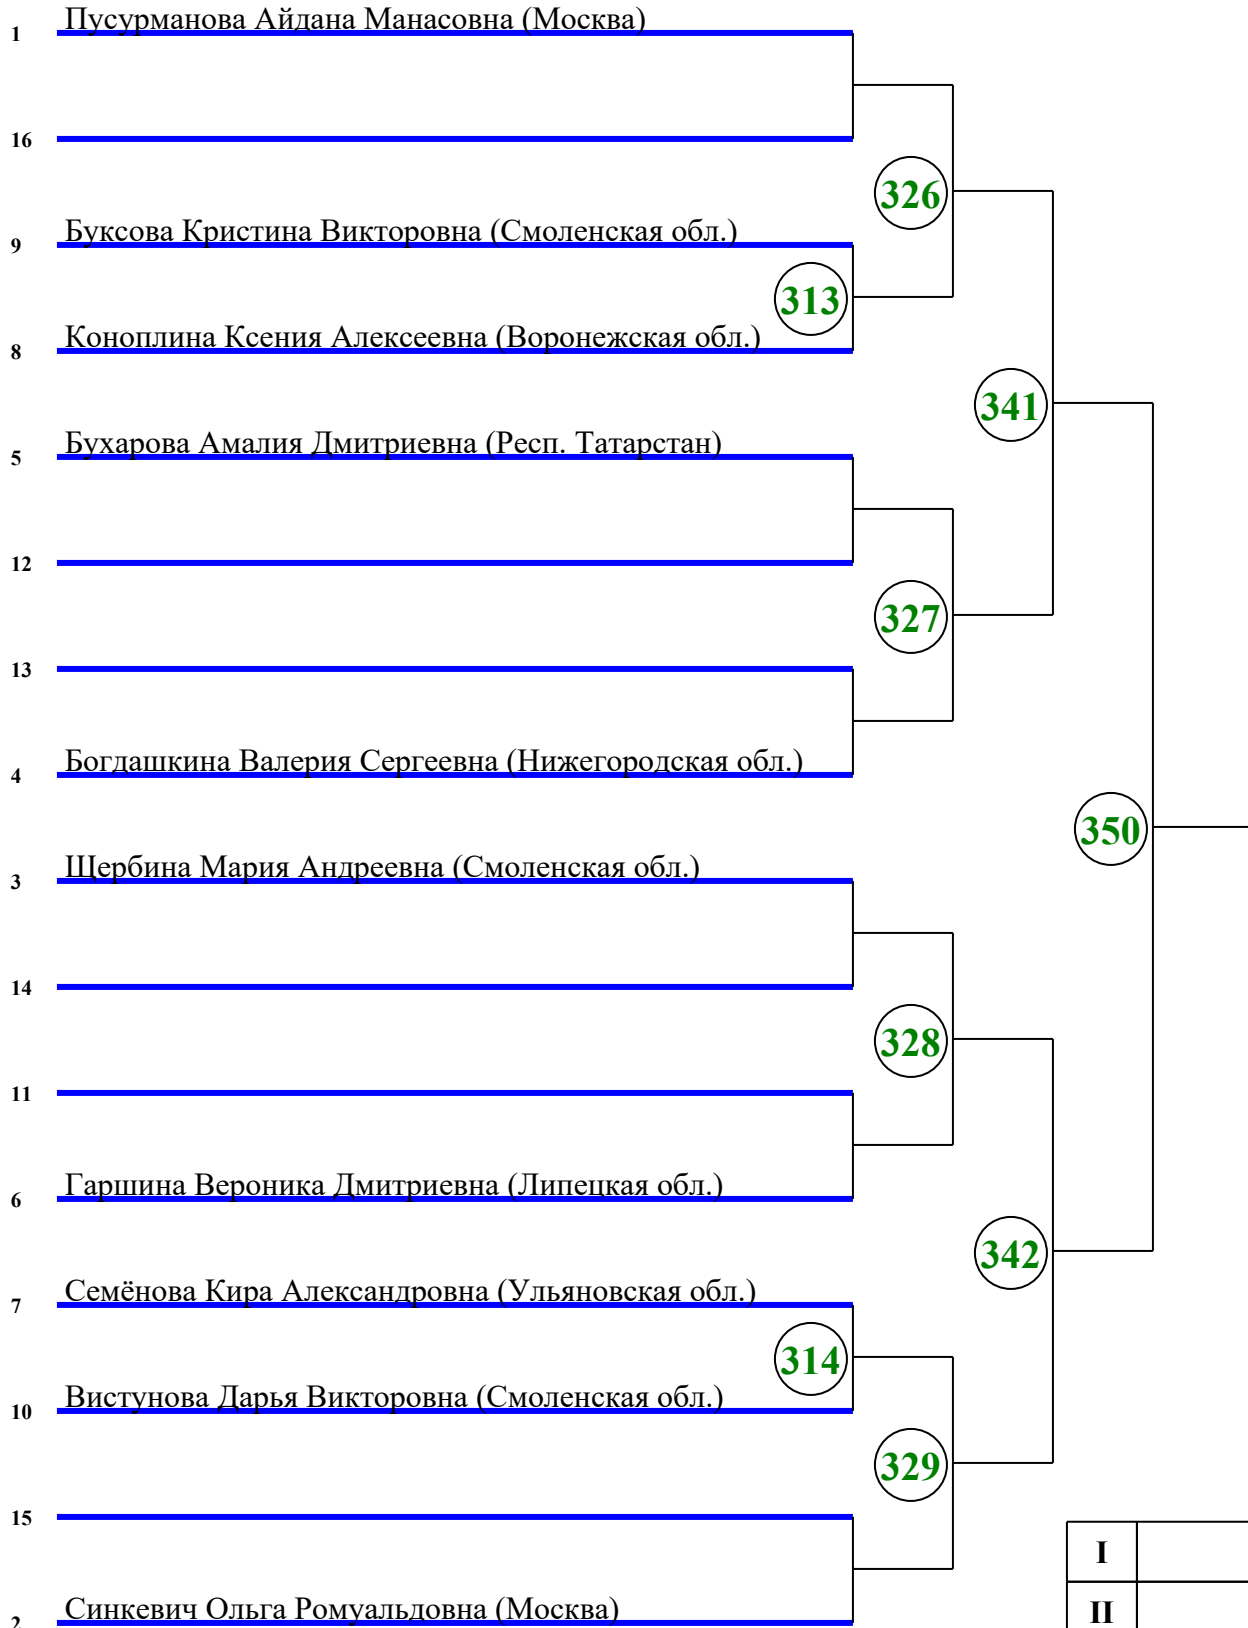 1 Пусурманова Айдана Манасовна (Москва)
16
326
9 Буксова Кристина Викторовна (Смоленская обл.)
313
8 Коноплина Ксения Алексеевна (Воронежская обл.)
341
5 Бухарова Амалия Дмитриевна (Респ. Татарстан)
12
327
13
4 Богдашкина Валерия Сергеевна (Нижегородская обл.)
350
3 Щербина Мария Андреевна (Смоленская обл.)
14
328
11
6 Гаршина Вероника Дмитриевна (Липецкая обл.)
342
7 Семёнова Кира Александровна (Ульяновская обл.)
314
10 Вистунова Дарья Викторовна (Смоленская обл.)
329
15
I
2 Синкевич Ольга Ромуальдовна (Москва)
II